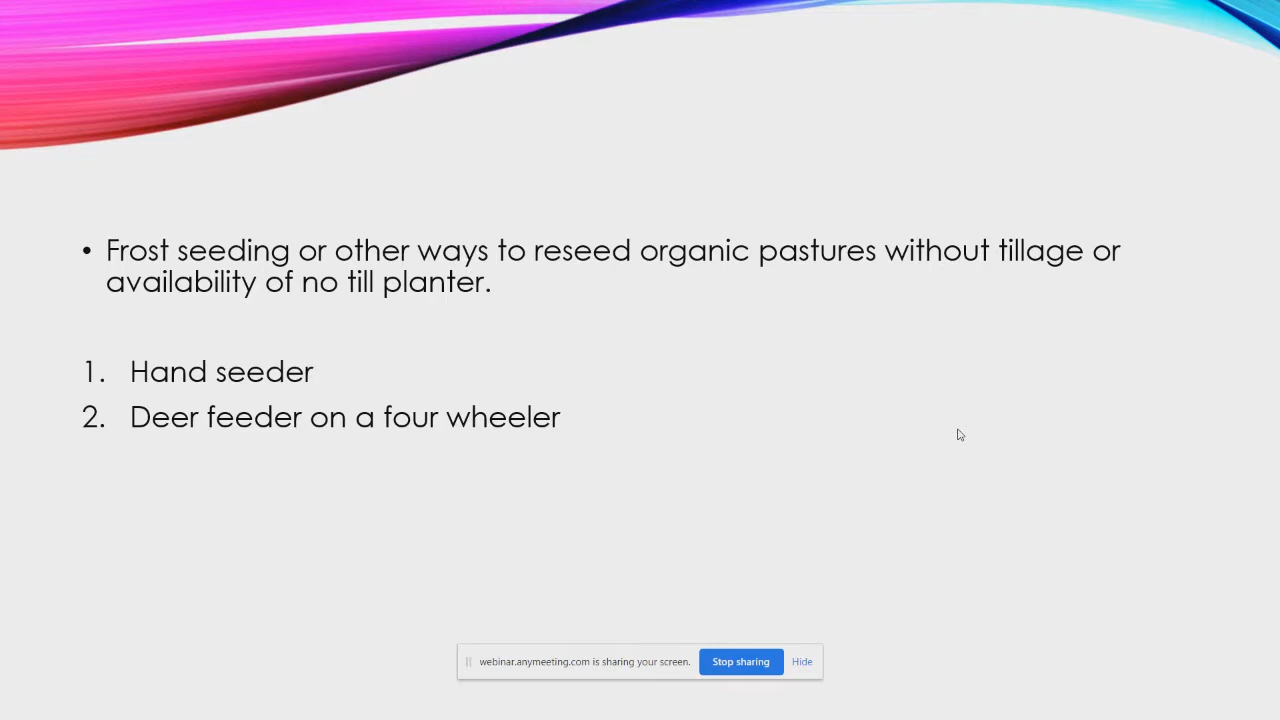 • Frost seeding or other ways to reseed organic pastures without tillage or
availability of no till planter.
1. Hand seeder
2. Deer feeder on a four wheeler
webinar.anymeeting.com is sharing your screen. Stop sharing Hide